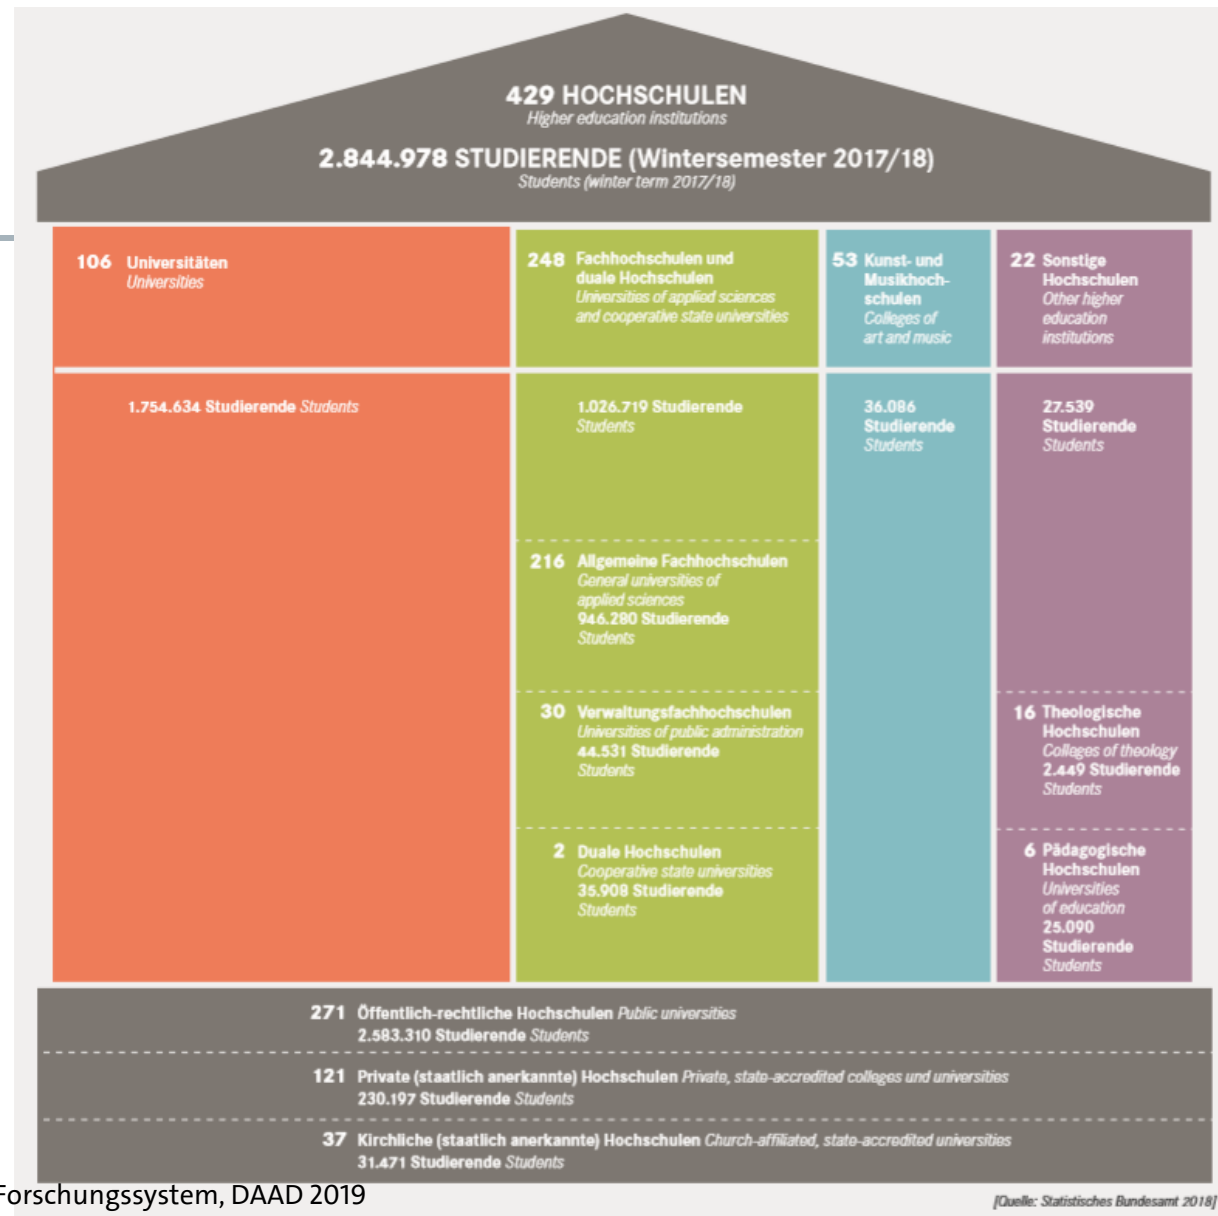 429 HOCHSCHULEN
Higher education institutions
2.844.978 STUDIERENDE (Wintersemester 2017/18)
Students (winter term 2017/18)
106 Universitäten
Universities
1.754.634 Studierende Students
248 Fachhochschulen und
duale Hochschulen
Universities of applied sciences
and cooperative state universities
1.026.719 Studierende
Students
216 Allgemeine Fachhochschulen
General universities of
applied sciences
946.280 Studierende
Students
30 Verwaltungsfachhochschulen
Universities of public administration
44.531 Studierende
Students
2 Duale Hochschulen
Cooperative state universities
35.908 Studierende
Students
53 Kunst- und
Musikhoch-
schulen
Colleges of
art and music
36.086
Studierende
Students
22 Sonstige
Hochschulen
Other higher
education
institutions
27.539
Studierende
Students
16 Theologische
Hochschulen
Colleges of theology
2.449 Studierende
Students
6 Pädagogische
Hochschulen
Universities
of education
25.090
Studierende
Students
271 Öffentlich-rechtliche Hochschulen Public universities
2.583.310 Studierende Students
121 Private (staatlich anerkannte) Hochschulen Private, state-accredited colleges und universities
230.197 Studierende Students
37 Kirchliche (staatlich anerkannte) Hochschulen Church-affiliated, state-accredited universities
31.471 Studierende Students
Forschungssystem, DAAD 2019
[Quelle: Statistisches Bundesamt 2018]